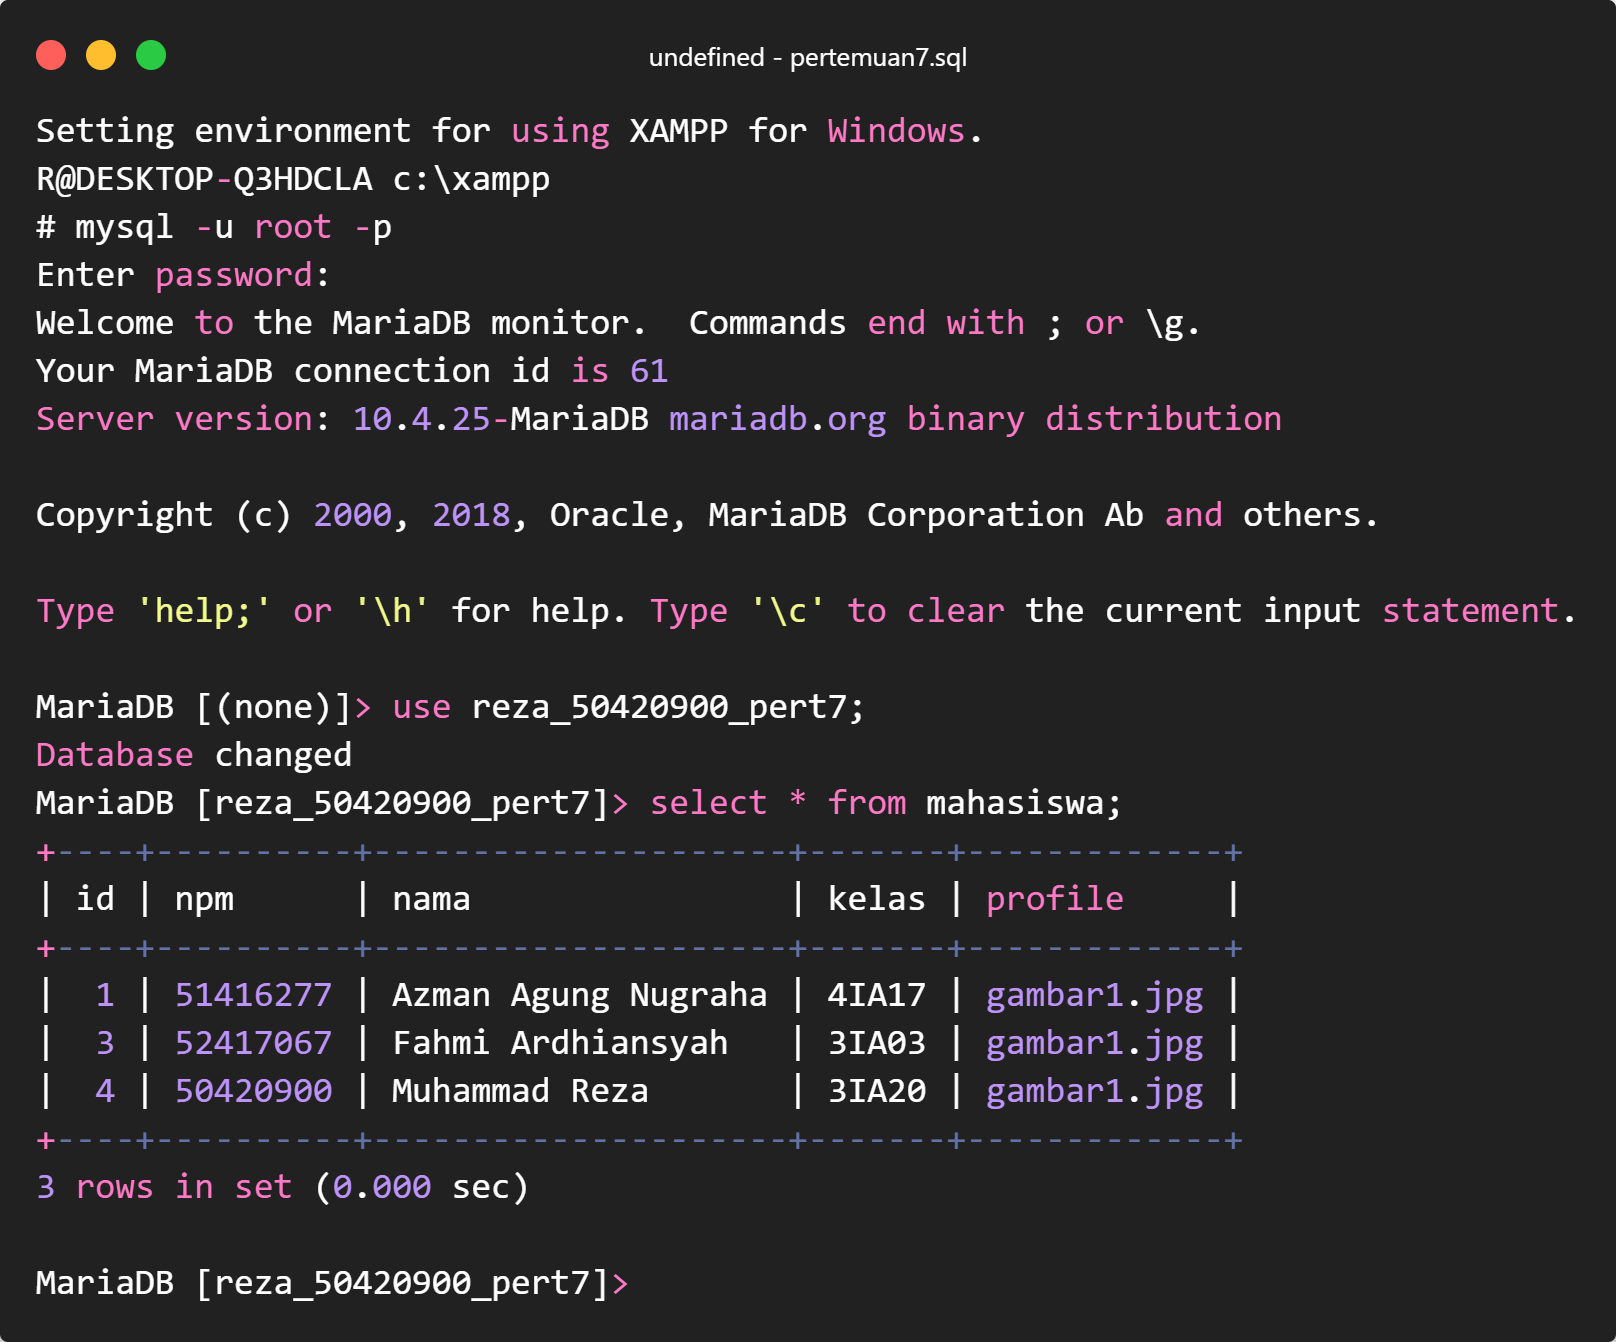 undefined - pertemuan7.sql
Setting environment for using XAMPP for Windows.
R@DESKTOP-Q3HDCLA c:\xampp
# mysql -u root -p
Enter password:
Welcome to the MariaDB monitor.  Commands end with ; or \g.
Your MariaDB connection id is 61
Server version: 10.4.25-MariaDB mariadb.org binary distribution

Copyright (c) 2000, 2018, Oracle, MariaDB Corporation Ab and others.

Type 'help;' or '\h' for help. Type '\c' to clear the current input statement.

MariaDB [(none)]> use reza_50420900_pert7;
Database changed
MariaDB [reza_50420900_pert7]> select * from mahasiswa;
+----+----------+---------------------+-------+-------------+
| id | npm      | nama                | kelas | profile     |
+----+----------+---------------------+-------+-------------+
|  1 | 51416277 | Azman Agung Nugraha | 4IA17 | gambar1.jpg |
|  3 | 52417067 | Fahmi Ardhiansyah   | 3IA03 | gambar1.jpg |
|  4 | 50420900 | Muhammad Reza       | 3IA20 | gambar1.jpg |
+----+----------+---------------------+-------+-------------+
3 rows in set (0.000 sec)

MariaDB [reza_50420900_pert7]>